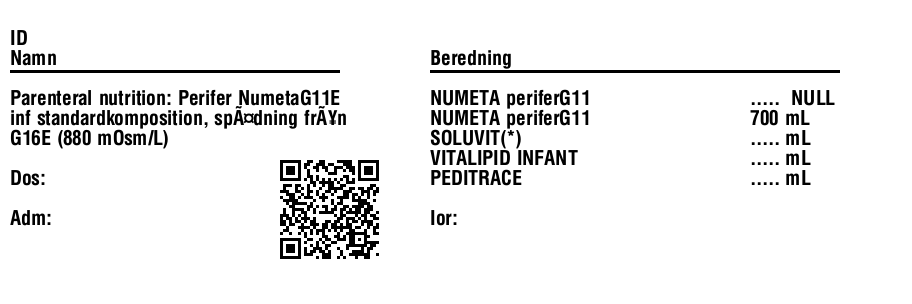 ID
Namn
Parenteral nutrition: Perifer NumetaG11E
inf standardkomposition, spÃ¤dning frÃ¥n
G16E (880 mOsm/L)
Dos:
Adm:
Beredning
NUMETA periferG11 ..... NULL
NUMETA periferG11 700 mL
SOLUVIT(*) ..... mL
VITALIPID INFANT ..... mL
PEDITRACE ..... mL
Ior: